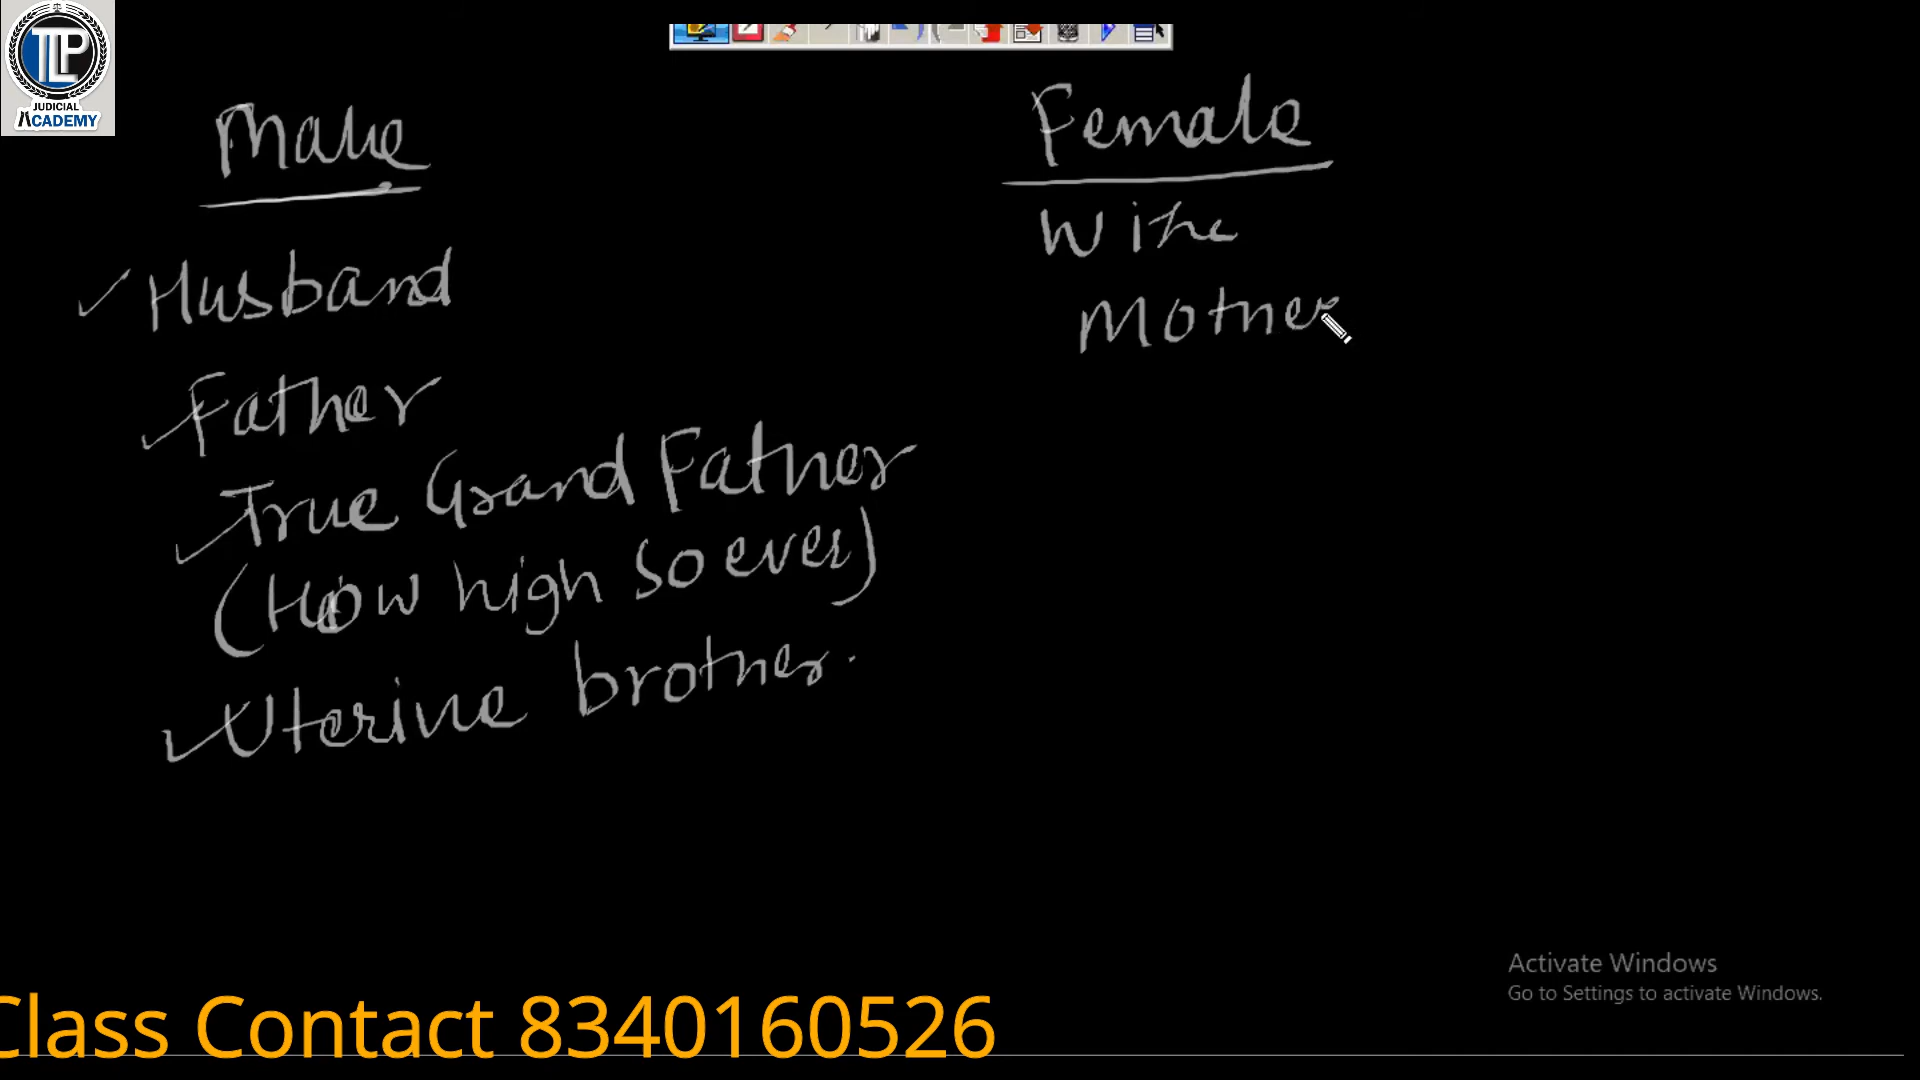 TLP
JUDICIAL
ACADEMY
Male
Husband
Father
True Grand Father
(How high so ever)
Uterine brother.
Female
Wife
Mother
Activate Windows
Go to Settings to activate Windows.
Class Contact 8340160526